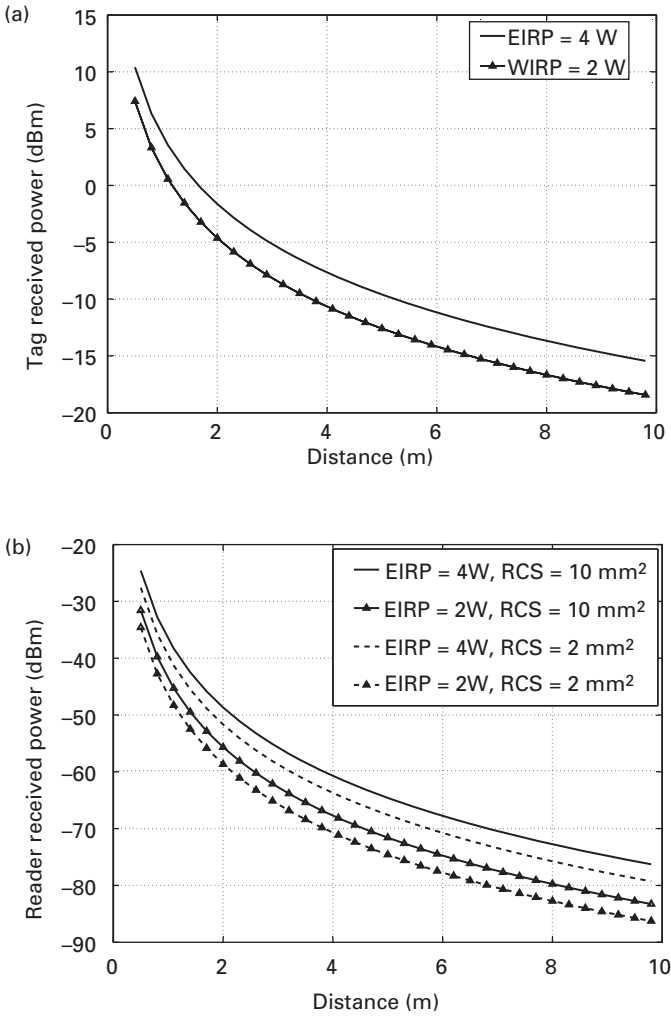 (a)
15
10
5
0
−5
−10
−15
−20
Tag received power (dBm)
EIRP = 4 W
WIRP = 2 W
0
2
4
6
8
10
Distance (m)
(b)
−20
−30
−40
−50
−60
−70
−80
−90
Reader received power (dBm)
EIRP = 4W, RCS = 10 mm²
EIRP = 2W, RCS = 10 mm²
EIRP = 4W, RCS = 2 mm²
EIRP = 2W, RCS = 2 mm²
0
2
4
6
8
10
Distance (m)